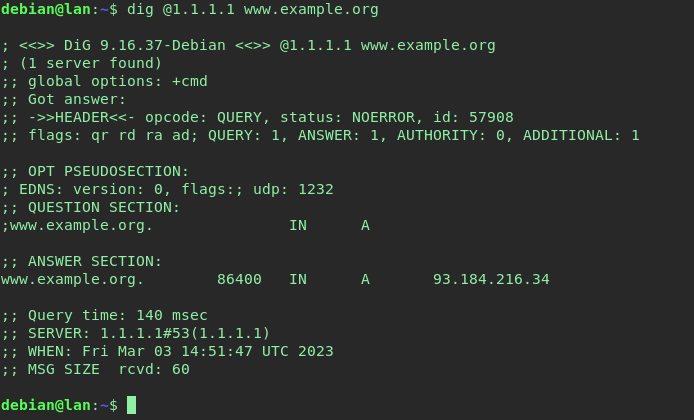 debian@lan:~$ dig @1.1.1.1 www.example.org
; <<>> DiG 9.16.37-Debian <<>> @1.1.1.1 www.example.org
; (1 server found)
;; global options: +cmd
;; Got answer:
;; ->>HEADER<<- opcode: QUERY, status: NOERROR, id: 57908
;; flags: qr rd ra ad; QUERY: 1, ANSWER: 1, AUTHORITY: 0, ADDITIONAL: 1
;; OPT PSEUDOSECTION:
; EDNS: version: 0, flags:; udp: 1232
;; QUESTION SECTION:
;www.example.org.               IN      A
;; ANSWER SECTION:
www.example.org.        86400   IN      A       93.184.216.34
;; Query time: 140 msec
;; SERVER: 1.1.1.1#53(1.1.1.1)
;; WHEN: Fri Mar 03 14:51:47 UTC 2023
;; MSG SIZE  rcvd: 60
debian@lan:~$